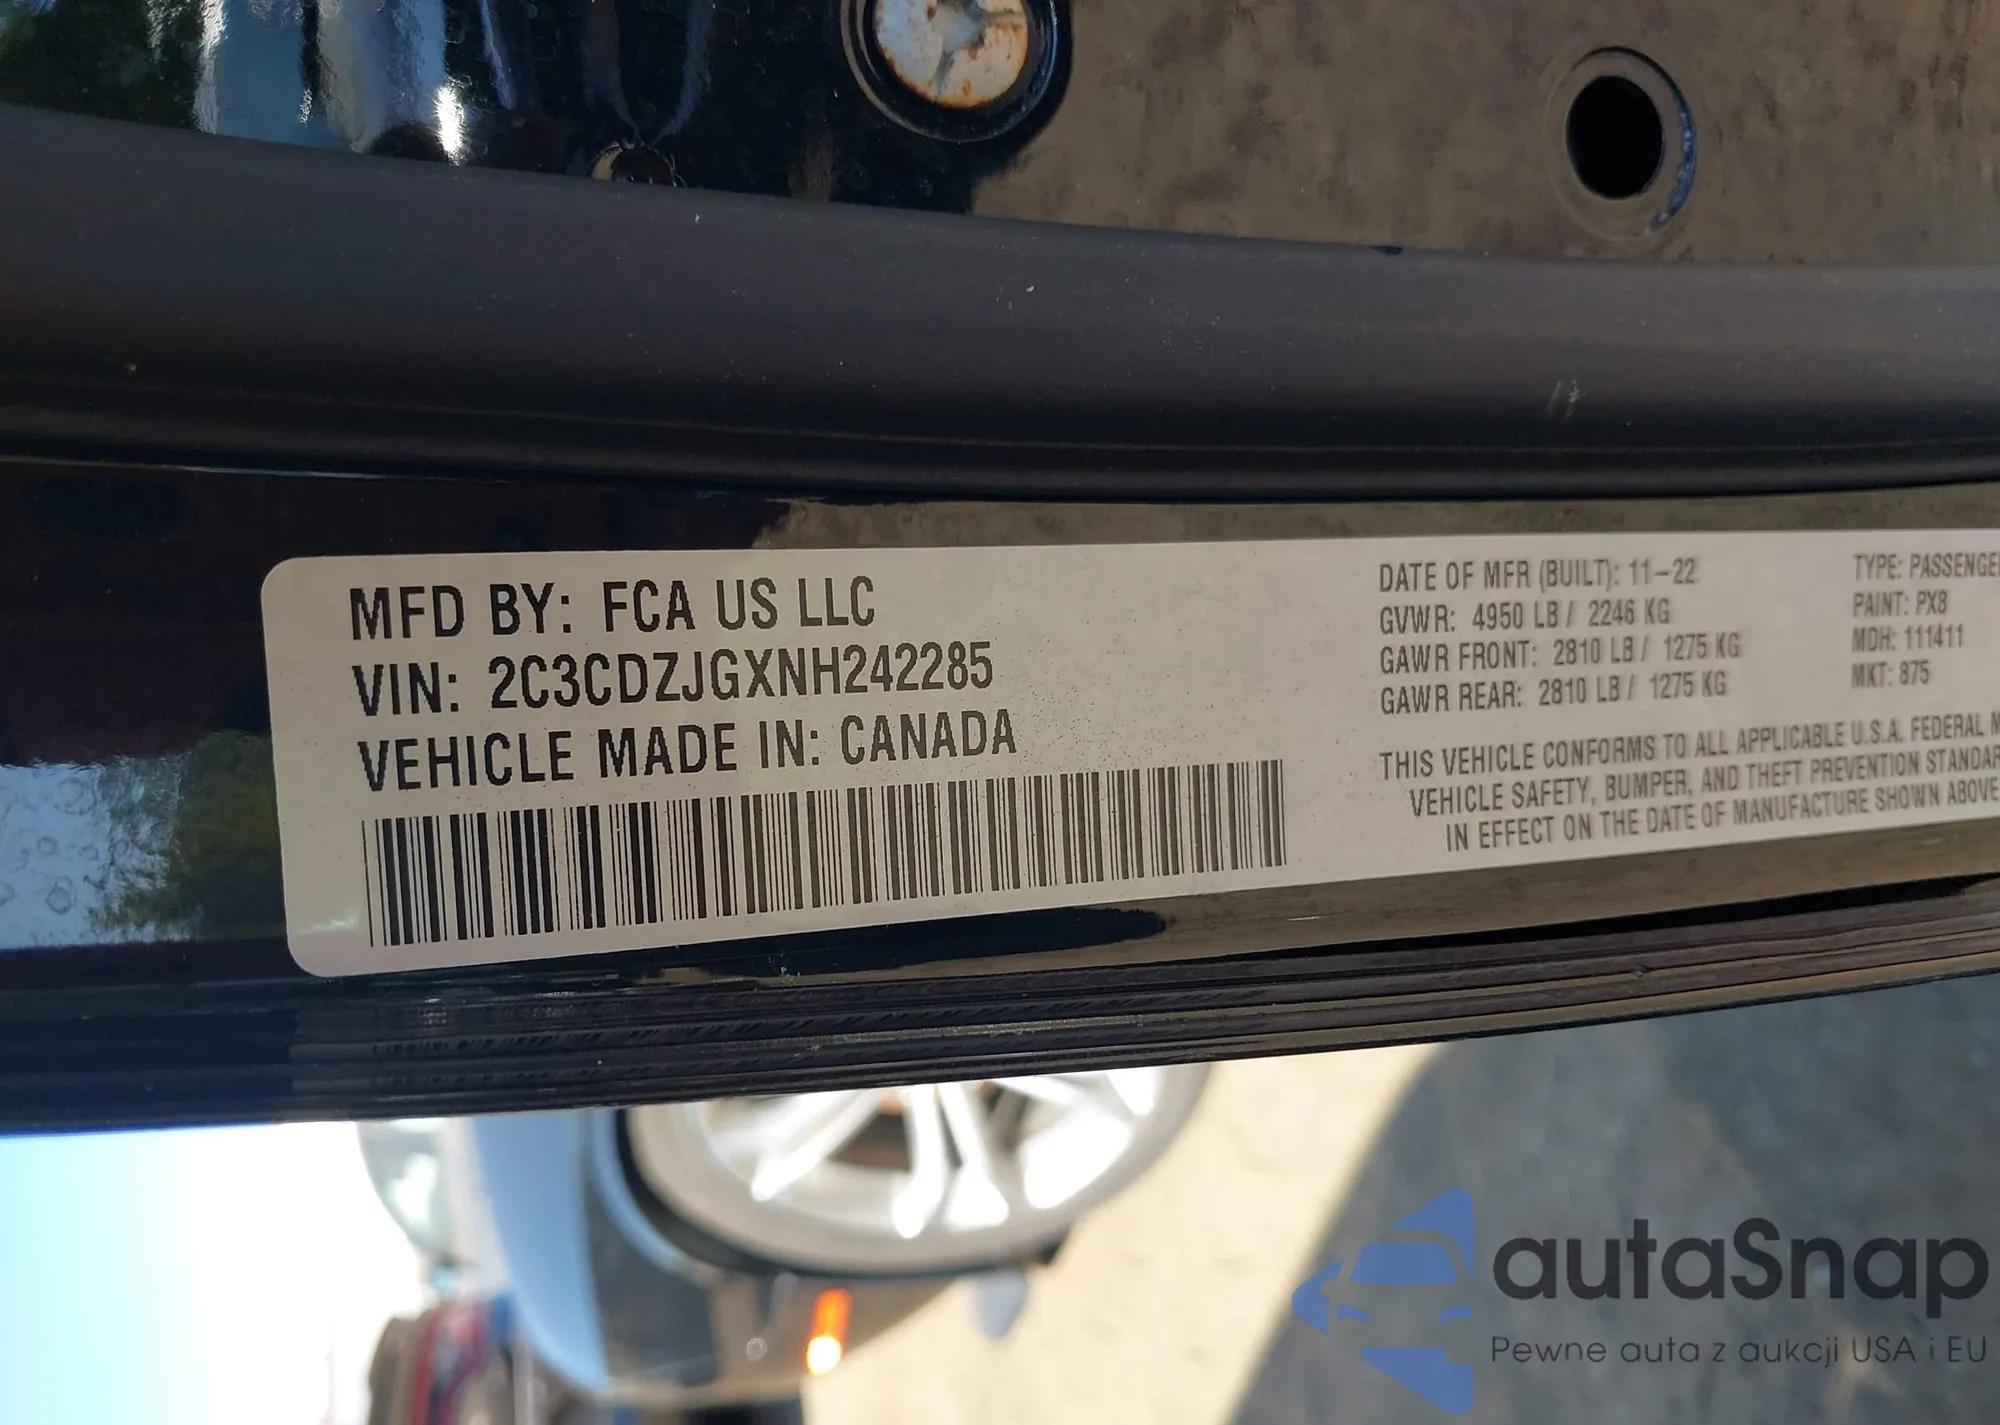 MFD BY: FCA US LLC
VIN: 2C3CDZJGXNH242285
VEHICLE MADE IN: CANADA
DATE OF MFR (BUILT): 11-22
GVWR: 4950 LB / 2246 KG
GAWR FRONT: 2810 LB / 1275 KG
GAWR REAR: 2810 LB / 1275 KG
TYPE: PASSENGE
PAINT: PX8
MDH: 111411
MKT: 875
THIS VEHICLE CONFORMS TO ALL APPLICABLE U.S.A. FEDERAL M
VEHICLE SAFETY, BUMPER, AND THEFT PREVENTION STANDAR
IN EFFECT ON THE DATE OF MANUFACTURE SHOWN ABOVE
autaSnap
Pewne auta z aukcji USA i EU